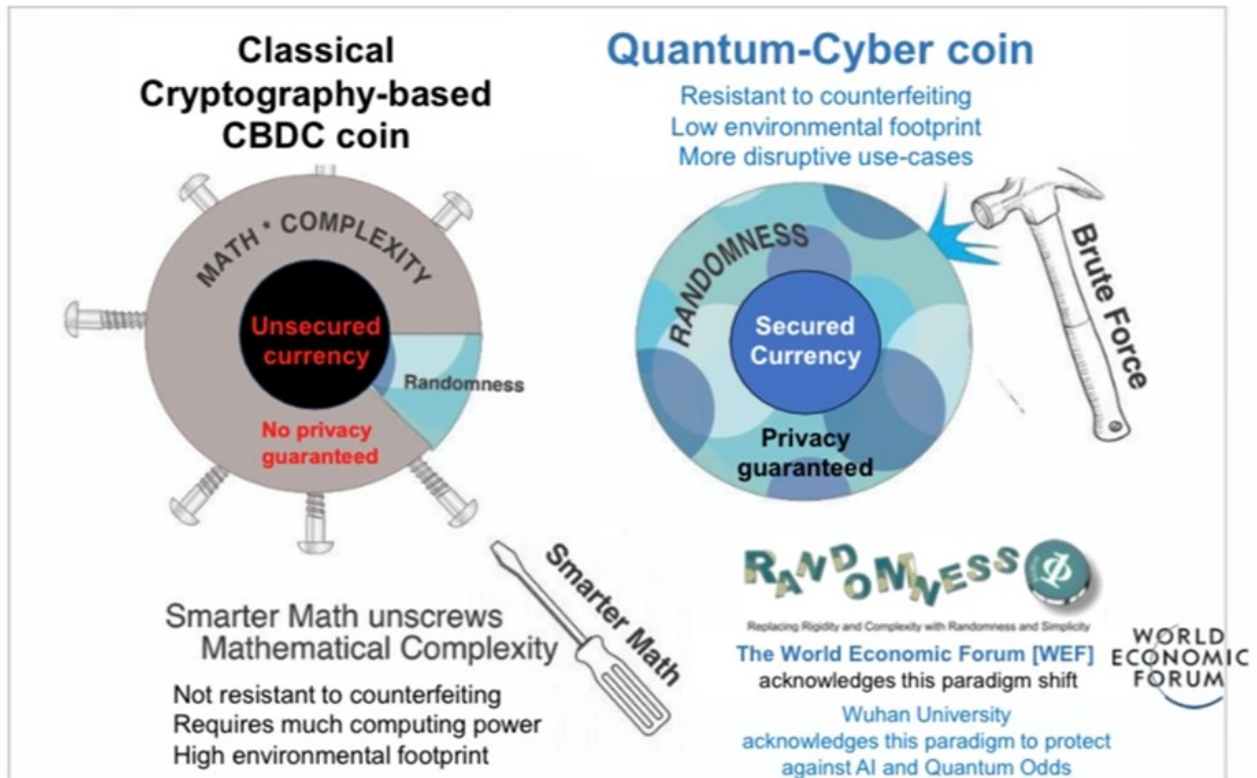 Classical
Cryptography-based
CBDC coin
MATH * COMPLEXITY
Unsecured
currency
Randomness
No privacy
guaranteed
Smarter Math
Smarter Math unscrews
Mathematical Complexity
Not resistant to counterfeiting
Requires much computing power
High environmental footprint
Quantum-Cyber coin
Resistant to counterfeiting
Low environmental footprint
More disruptive use-cases
RANDOMNESS
Secured
Currency
Privacy
guaranteed
Brute Force
RANDOMNESS
Replacing Rigidity and Complexity with Randomness and Simplicity
The World Economic Forum [WEF]
acknowledges this paradigm shift
Wuhan University
acknowledges this paradigm to protect
against AI and Quantum Odds
WORLD
ECONOMIC
FORUM